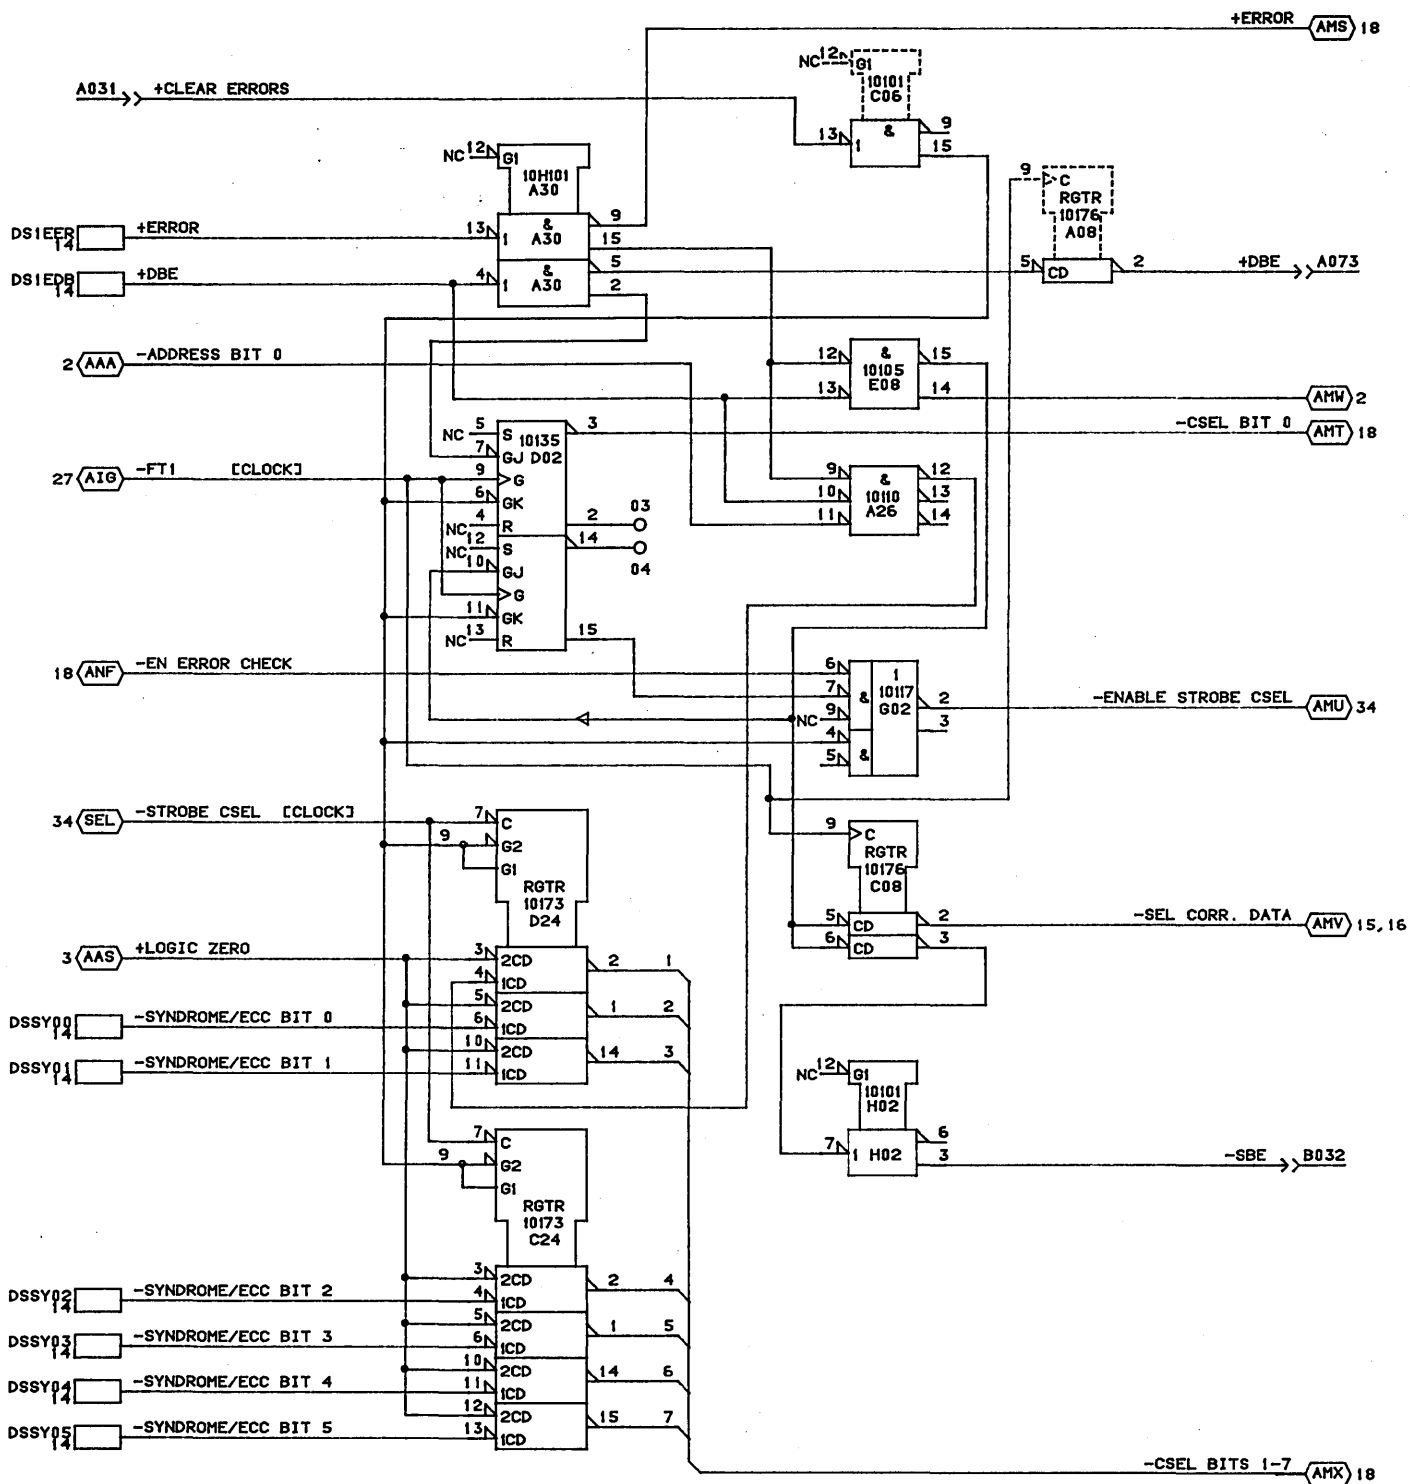 +ERROR AMS 18
NC 12 G1 10101 C06
A031 +CLEAR ERRORS
13 1 & 9
15
NC 12 G1 10H101 A30
9 C RGTR 10176 A08
DS1EER 14 +ERROR 13 1 & A30 9
15
DS1EDB 14 +DBE 4 1 & A30 5
2
5 CD 2 +DBE A073
2 AAA -ADDRESS BIT 0
12 & 15
10105
13 E08 14 AMW 2
NC 5 S 10135 3 -CSEL BIT 0 AMT 18
7 GJ D02
27 AIG -FT1 [CLOCK] 9 G
6 GK
NC 4 R 2 03
NC 12 S 14 04
10 GJ
G
11 GK
NC 13 R 15
9 & 12
10 10110 13
11 A26 14
18 ANF -EN ERROR CHECK
6 1
7 & 10117
NC 9 G02 2 -ENABLE STROBE CSEL AMU 34
4 3
5 &
34 SEL -STROBE CSEL [CLOCK] 7 C
9 G2
G1
RGTR
10173
D24
9 C
RGTR
10176
C08
5 CD 2 -SEL CORR. DATA AMV 15,16
6 CD 3
3 AAS +LOGIC ZERO 3 2CD
4 1CD 2 1
5 2CD
DSSY00 14 -SYNDROME/ECC BIT 0 6 1CD 1 2
10 2CD
DSSY01 14 -SYNDROME/ECC BIT 1 11 1CD 14 3
NC 12 G1
10101
H02
7 1 H02 6
3 -SBE B032
7 C
9 G2
G1
RGTR
10173
C24
3 2CD
DSSY02 14 -SYNDROME/ECC BIT 2 4 1CD 2 4
5 2CD
DSSY03 14 -SYNDROME/ECC BIT 3 6 1CD 1 5
10 2CD
DSSY04 14 -SYNDROME/ECC BIT 4 11 1CD 14 6
12 2CD
DSSY05 14 -SYNDROME/ECC BIT 5 13 1CD 15 7
-CSEL BITS 1-7 AMX 18